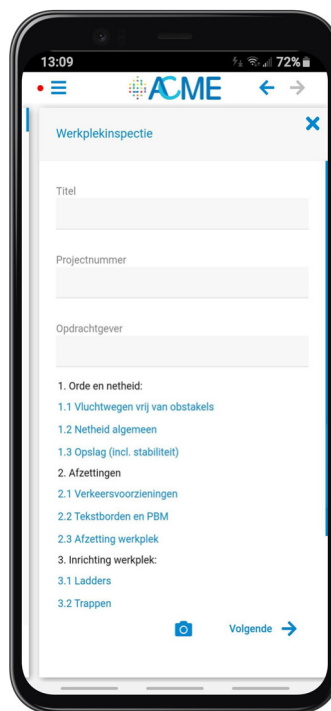 13:09
72%
ACME
Werkplekinspectie
Titel
Projectnummer
Opdrachtgever
1. Orde en netheid:
1.1 Vluchtwegen vrij van obstakels
1.2 Netheid algemeen
1.3 Opslag (incl. stabiliteit)
2. Afzettingen
2.1 Verkeersvoorzieningen
2.2 Tekstborden en PBM
2.3 Afzetting werkplek
3. Inrichting werkplek:
3.1 Ladders
3.2 Trappen
Volgende